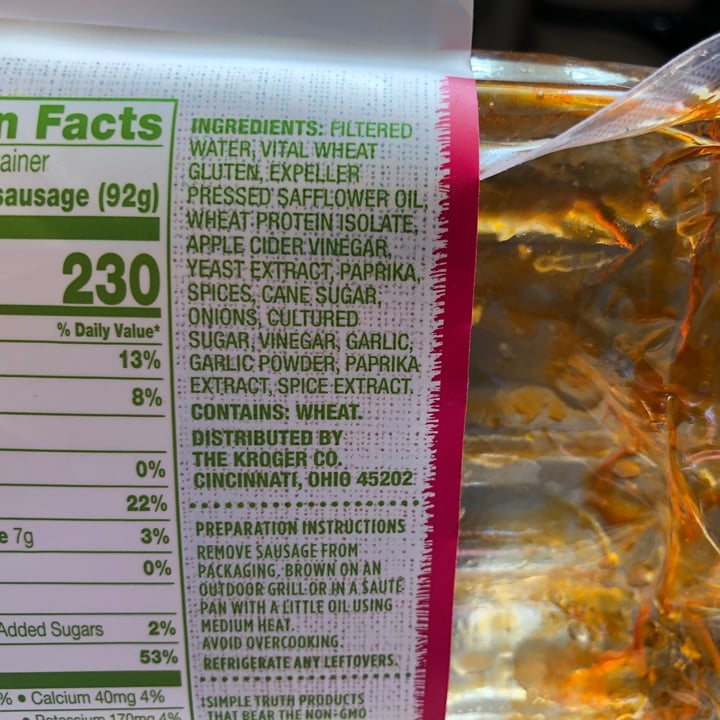 n Facts
ainer
sausage (92g)
230
% Daily Value*
13%
8%
0%
22%
e 7g 3%
0%
Added Sugars 2%
53%
% • Calcium 40mg 4%
• Potassium 170mg 4%
INGREDIENTS: FILTERED
WATER, VITAL WHEAT
GLUTEN, EXPELLER
PRESSED SAFFLOWER OIL,
WHEAT PROTEIN ISOLATE,
APPLE CIDER VINEGAR,
YEAST EXTRACT, PAPRIKA,
SPICES, CANE SUGAR,
ONIONS, CULTURED
SUGAR, VINEGAR, GARLIC,
GARLIC POWDER, PAPRIKA
EXTRACT, SPICE EXTRACT.
CONTAINS: WHEAT.
DISTRIBUTED BY
THE KROGER CO.
CINCINNATI, OHIO 45202
PREPARATION INSTRUCTIONS
REMOVE SAUSAGE FROM
PACKAGING. BROWN ON AN
OUTDOOR GRILL OR IN A SAUTÉ
PAN WITH A LITTLE OIL USING
MEDIUM HEAT.
AVOID OVERCOOKING.
REFRIGERATE ANY LEFTOVERS.
‡SIMPLE TRUTH PRODUCTS
THAT BEAR THE NON-GMO